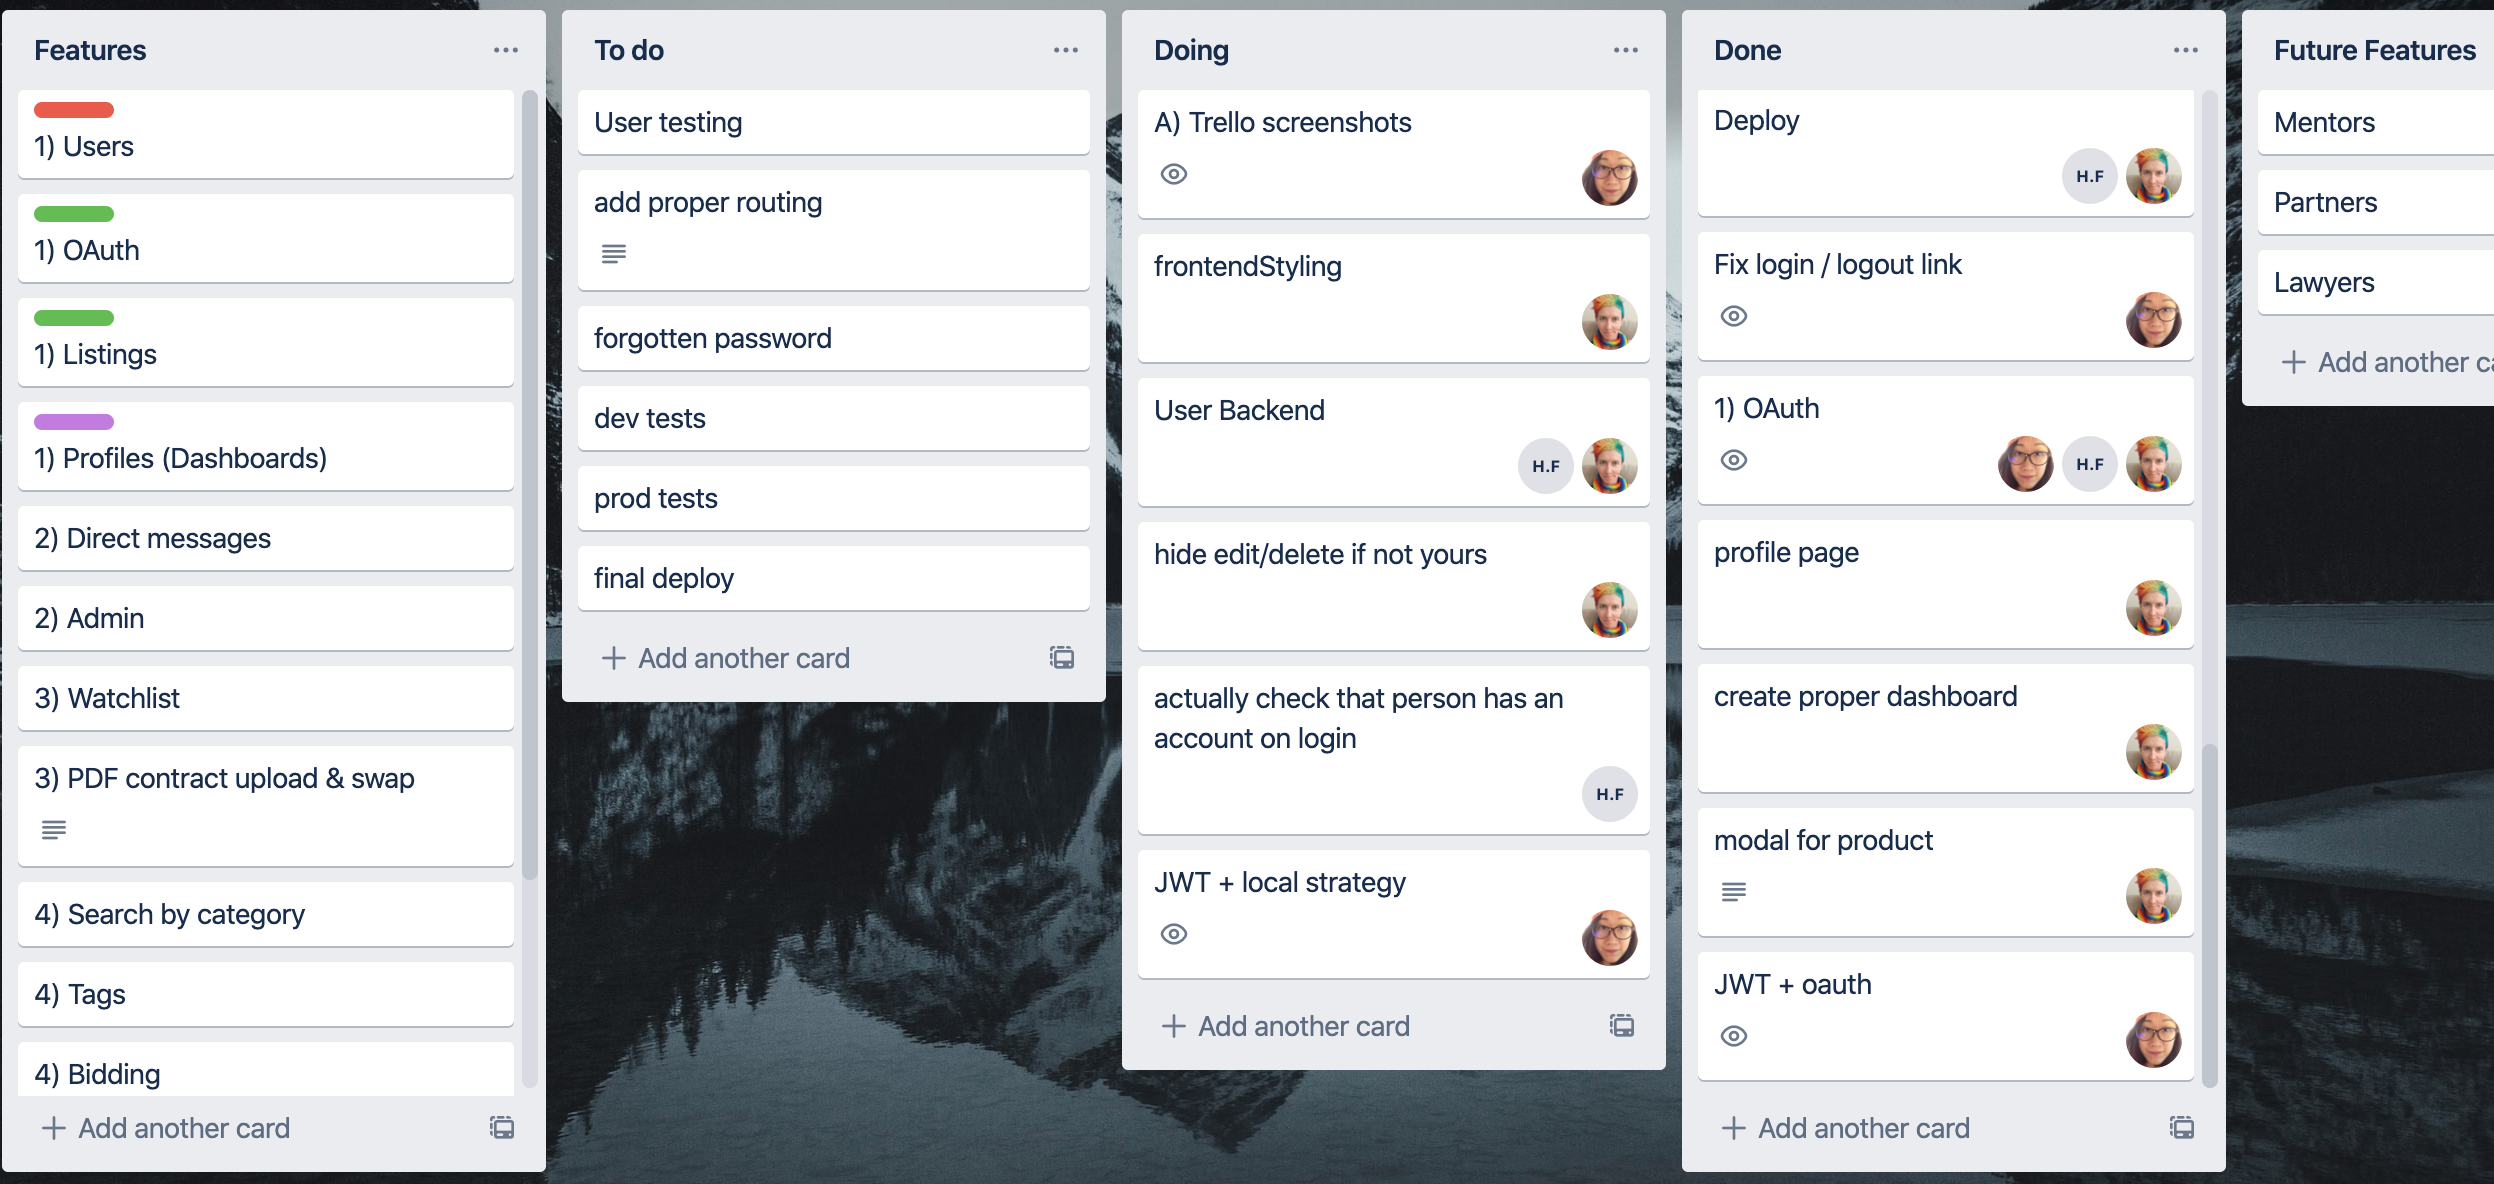 Features
1) Users
1) OAuth
1) Listings
1) Profiles (Dashboards)
2) Direct messages
2) Admin
3) Watchlist
3) PDF contract upload & swap
4) Search by category
4) Tags
4) Bidding
+ Add another card
To do
User testing
add proper routing
forgotten password
dev tests
prod tests
final deploy
+ Add another card
Doing
A) Trello screenshots
frontendStyling
User Backend
H.F
hide edit/delete if not yours
actually check that person has an
account on login
H.F
JWT + local strategy
+ Add another card
Done
Deploy
H.F
Fix login / logout link
1) OAuth
H.F
profile page
create proper dashboard
modal for product
JWT + oauth
+ Add another card
Future Features
Mentors
Partners
Lawyers
+ Add another ca